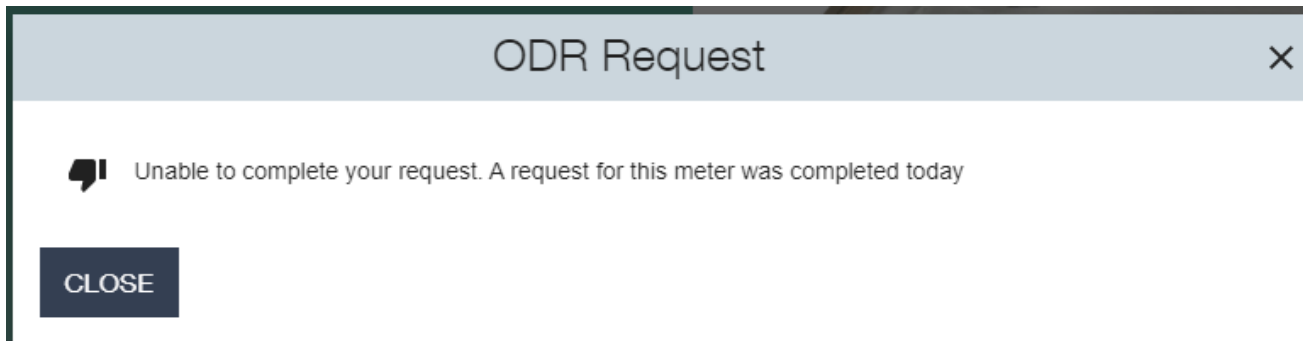 ODR Request
Unable to complete your request. A request for this meter was completed today
CLOSE